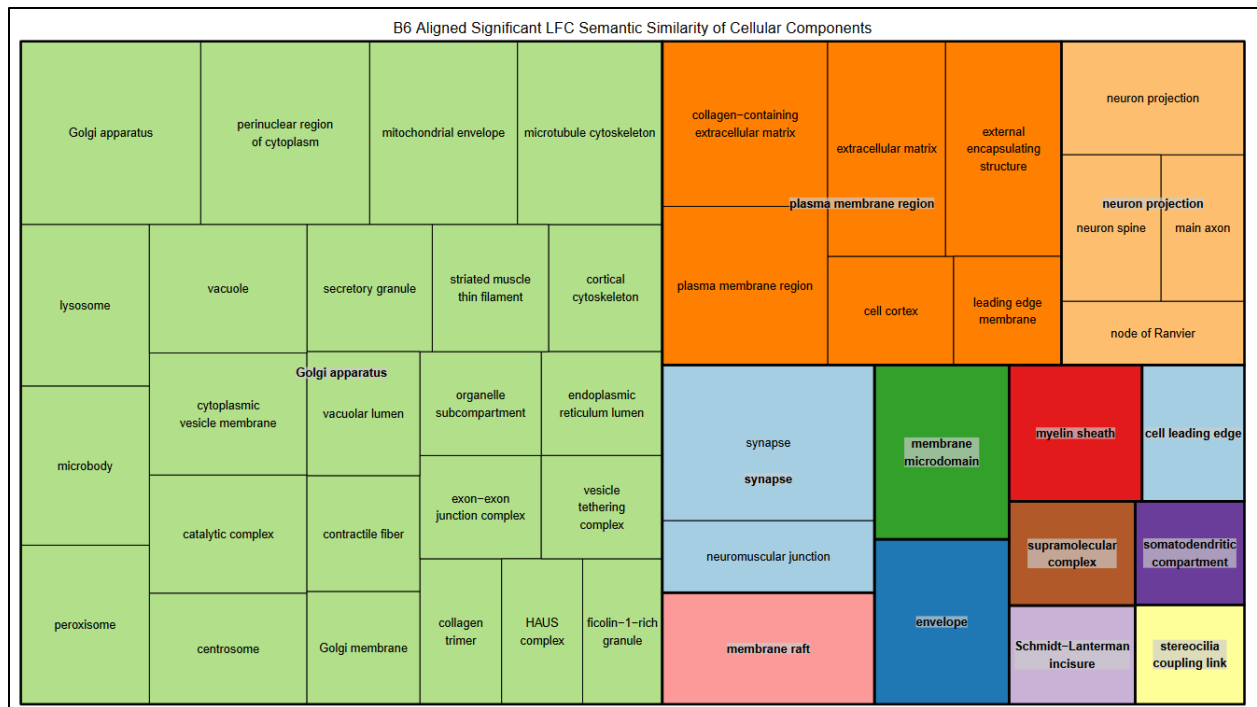 B6 Aligned Significant LFC Semantic Similarity of Cellular Components
Golgi apparatus
perinuclear region
of cytoplasm
mitochondrial envelope
microtubule cytoskeleton
lysosome
vacuole
secretory granule
striated muscle
thin filament
cortical
cytoskeleton
Golgi apparatus
microbody
cytoplasmic
vesicle membrane
vacuolar lumen
organelle
subcompartment
endoplasmic
reticulum lumen
catalytic complex
contractile fiber
exon−exon
junction complex
vesicle
tethering
complex
peroxisome
centrosome
Golgi membrane
collagen
trimer
HAUS
complex
ficolin−1−rich
granule
collagen−containing
extracellular matrix
extracellular matrix
external
encapsulating
structure
plasma membrane region
plasma membrane region
cell cortex
leading edge
membrane
neuron projection
neuron projection
neuron spine
main axon
node of Ranvier
synapse
synapse
neuromuscular junction
membrane raft
membrane
microdomain
envelope
myelin sheath
cell leading edge
supramolecular
complex
somatodendritic
compartment
Schmidt−Lanterman
incisure
stereocilia
coupling link